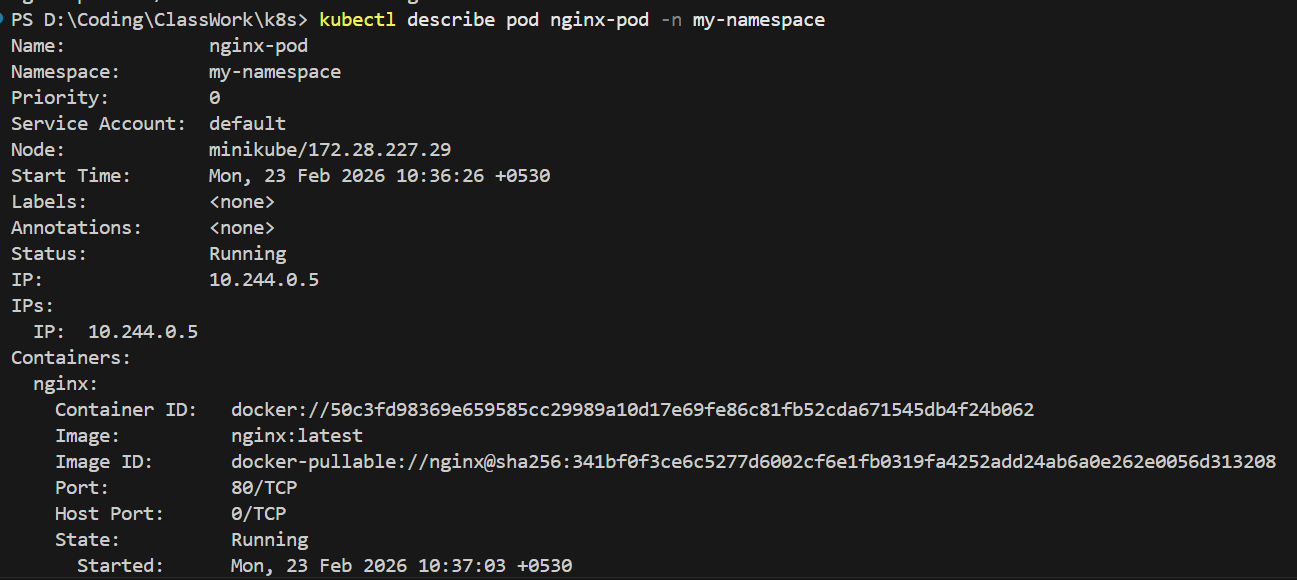 PS D:\Coding\ClassWork\k8s> kubectl describe pod nginx-pod -n my-namespace
Name:             nginx-pod
Namespace:        my-namespace
Priority:         0
Service Account:  default
Node:             minikube/172.28.227.29
Start Time:       Mon, 23 Feb 2026 10:36:26 +0530
Labels:           <none>
Annotations:      <none>
Status:           Running
IP:               10.244.0.5
IPs:
  IP:  10.244.0.5
Containers:
  nginx:
    Container ID:   docker://50c3fd98369e659585cc29989a10d17e69fe86c81fb52cda671545db4f24b062
    Image:          nginx:latest
    Image ID:       docker-pullable://nginx@sha256:341bf0f3ce6c5277d6002cf6e1fb0319fa4252add24ab6a0e262e0056d313208
    Port:           80/TCP
    Host Port:      0/TCP
    State:          Running
      Started:      Mon, 23 Feb 2026 10:37:03 +0530